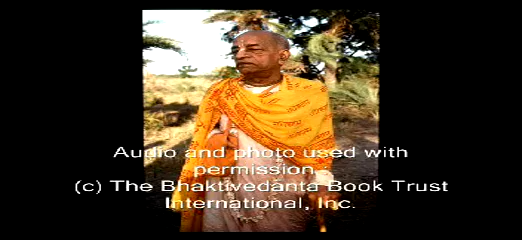 Audio and photo used with
permission
(c) The Bhaktivedanta Book Trust
International, Inc.